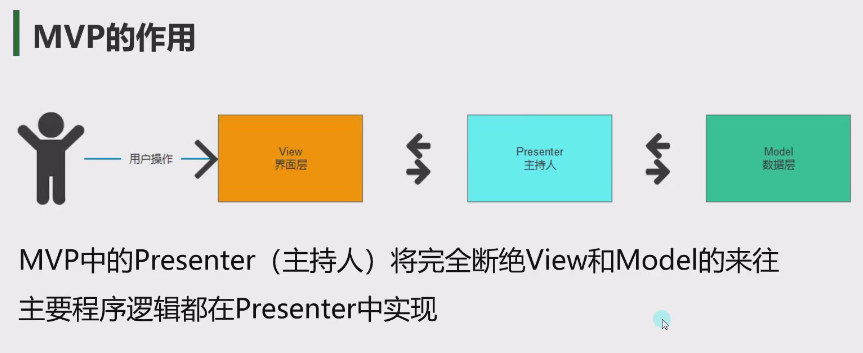 MVP的作用
用户操作
View
界面层
Presenter
主持人
Model
数据层
MVP中的Presenter（主持人）将完全断绝View和Model的来往
主要程序逻辑都在Presenter中实现